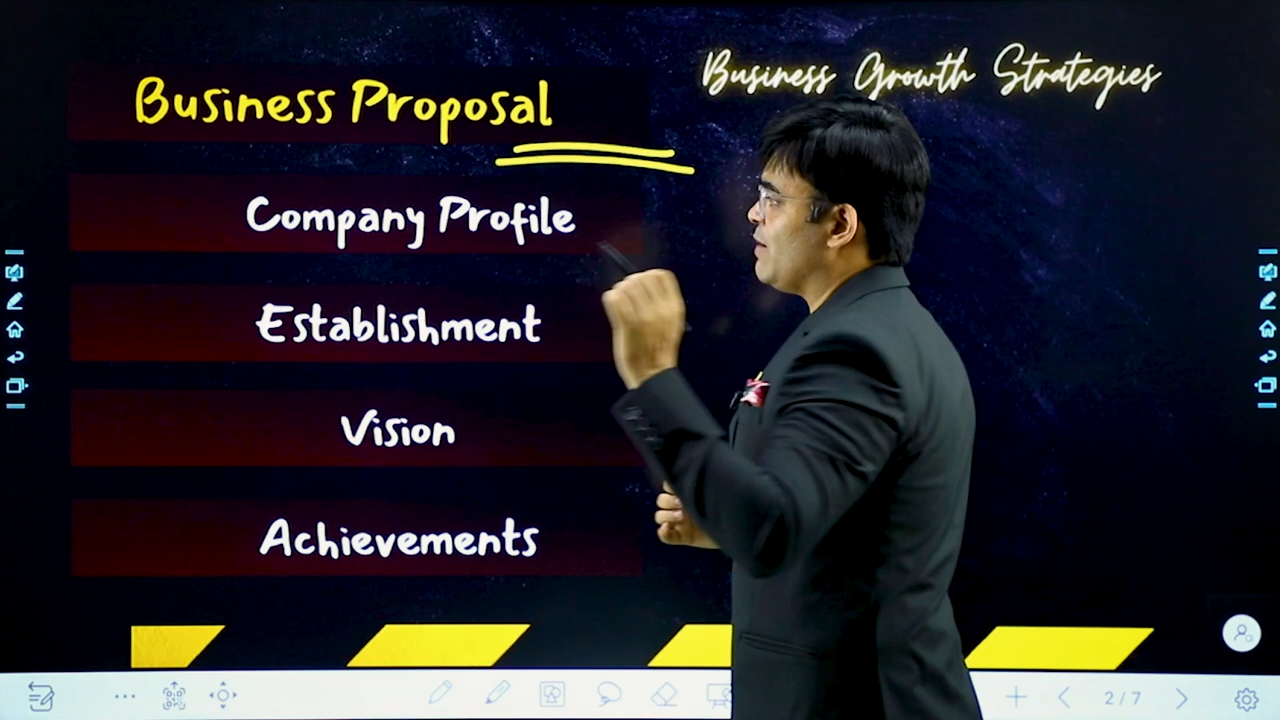 Business Growth Strategies
Business Proposal
Company Profile
Establishment
Vision
Achievements
2/7